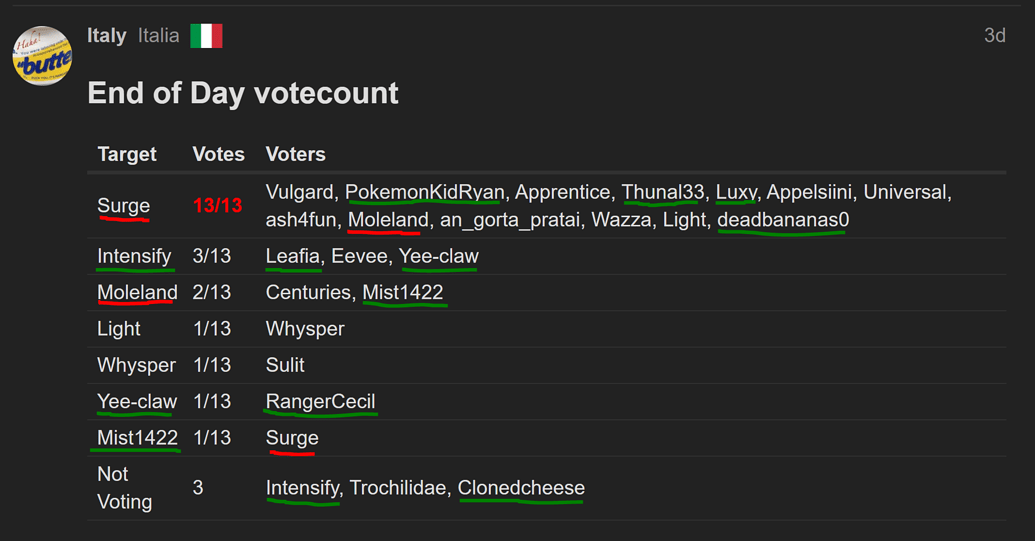 Italy Italia 3d
Haha!
"butte
End of Day votecount
Target Votes Voters
Surge 13/13 Vulgard, PokemonKidRyan, Apprentice, Thunal33, Luxy, Appelsiini, Universal,
ash4fun, Moleland, an_gorta_pratai, Wazza, Light, deadbananas0
Intensify 3/13 Leafia, Eevee, Yee-claw
Moleland 2/13 Centuries, Mist1422
Light 1/13 Whysper
Whysper 1/13 Sulit
Yee-claw 1/13 RangerCecil
Mist1422 1/13 Surge
Not
Voting 3 Intensify, Trochilidae, Clonedcheese